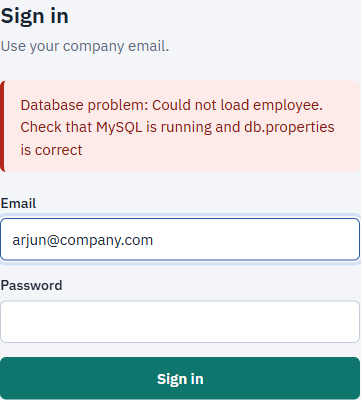 Sign in
Use your company email.
Database problem: Could not load employee.
Check that MySQL is running and db.properties
is correct
Email
arjun@company.com
Password
Sign in